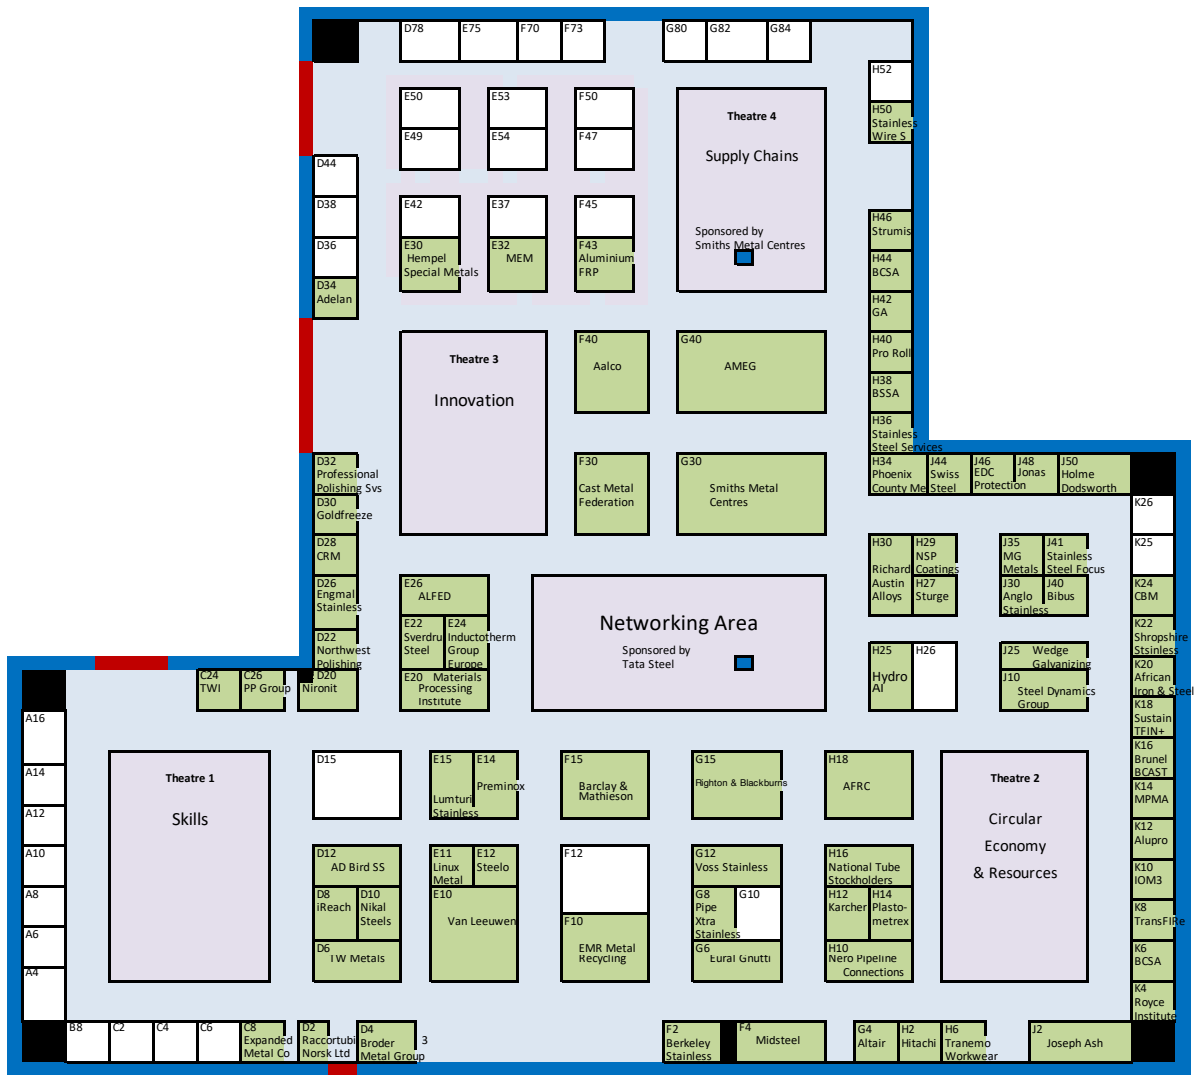 D78 E75 F70 F73 G80 G82 G84
H52
E50 E53 F50
H50
Stainless
Wire S
Theatre 4
Supply Chains
E49 E54 F47
D44
D38
E42 E37 F45
H46
Strumis
Sponsored by
Smiths Metal Centres
D36
E30
Hempel
Special Metals
E32
MEM
F43
Aluminium
FRP
H44
BCSA
D34
Adelan
H42
GA
Theatre 3
Innovation
F40
Aalco
G40
AMEG
H40
Pro Roll
H38
BSSA
H36
Stainless
Steel Services
D32
Professional
Polishing Svs
F30
Cast Metal
Federation
G30
Smiths Metal
Centres
H34
Phoenix
County Me
J44
Swiss
Steel
J46
EDC
Protection
J48
Jonas
J50
Holme
Dodsworth
D30
Goldfreeze
K26
D28
CRM
H30
Richard
Austin
Alloys
H29
NSP
Coatings
J35
MG
Metals
J41
Stainless
Steel Focus
K25
D26
Engmal
Stainless
E26
ALFED
Networking Area
Sponsored by
Tata Steel
H27
Sturge
J30
Anglo
Stainless
J40
Bibus
K24
CBM
E22
Sverdru
Steel
E24
Inductotherm
Group
Europe
K22
Shropshire
Stsinless
D22
Northwest
Polishing
H25
Hydro
Al
H26
J25 Wedge
Galvanizing
K20
African
Iron & Steel
C24
TWI
C26
PP Group
D20
Nironit
E20 Materials
Processing
Institute
J10
Steel Dynamics
Group
K18
Sustain
TFIN+
A16
Theatre 1
Skills
D15
E15
Lumturi
Stainless
E14
Preminox
F15
Barclay &
Mathieson
G15
Righton & Blackburns
H18
AFRC
Theatre 2
Circular
Economy
& Resources
K16
Brunel
BCAST
A14
K14
MPMA
A12
K12
Alupro
A10
D12
AD Bird SS
E11
Linux
Metal
E12
Steelo
F12
G12
Voss Stainless
H16
National Tube
Stockholders
K10
IOM3
A8
D8
iReach
D10
Nikal
Steels
E10
Van Leeuwen
G8
Pipe
Xtra
Stainless
G10
H12
Karcher
H14
Plasto-
metrex
K8
TransFIRe
A6
F10
EMR Metal
Recycling
D6
TW Metals
G6
Eural Gnutti
H10
Nero Pipeline
Connections
K6
BCSA
A4
K4
Royce
Institute
B8 C2 C4 C6
C8
Expanded
Metal Co
D2
Raccortubi
Norsk Ltd
D4
Broder
Metal Group
3
F2
Berkeley
Stainless
F4
Midsteel
G4
Altair
H2
Hitachi
H6
Tranemo
Workwear
J2
Joseph Ash